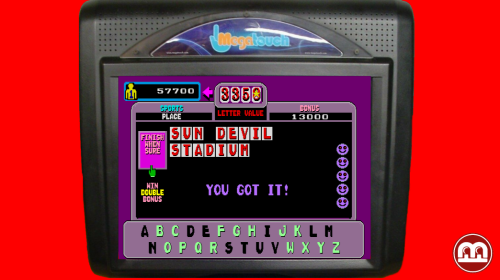 Megatouch
57700
335
SPORTS
PLACE
LETTER VALUE
BONUS
13000
FINISH
WHEN
SURE
SUN DEVIL
STADIUM
WIN
DOUBLE
BONUS
YOU GOT IT!
A B C D E F G H I J K L M
N O P Q R S T U V W X Y Z